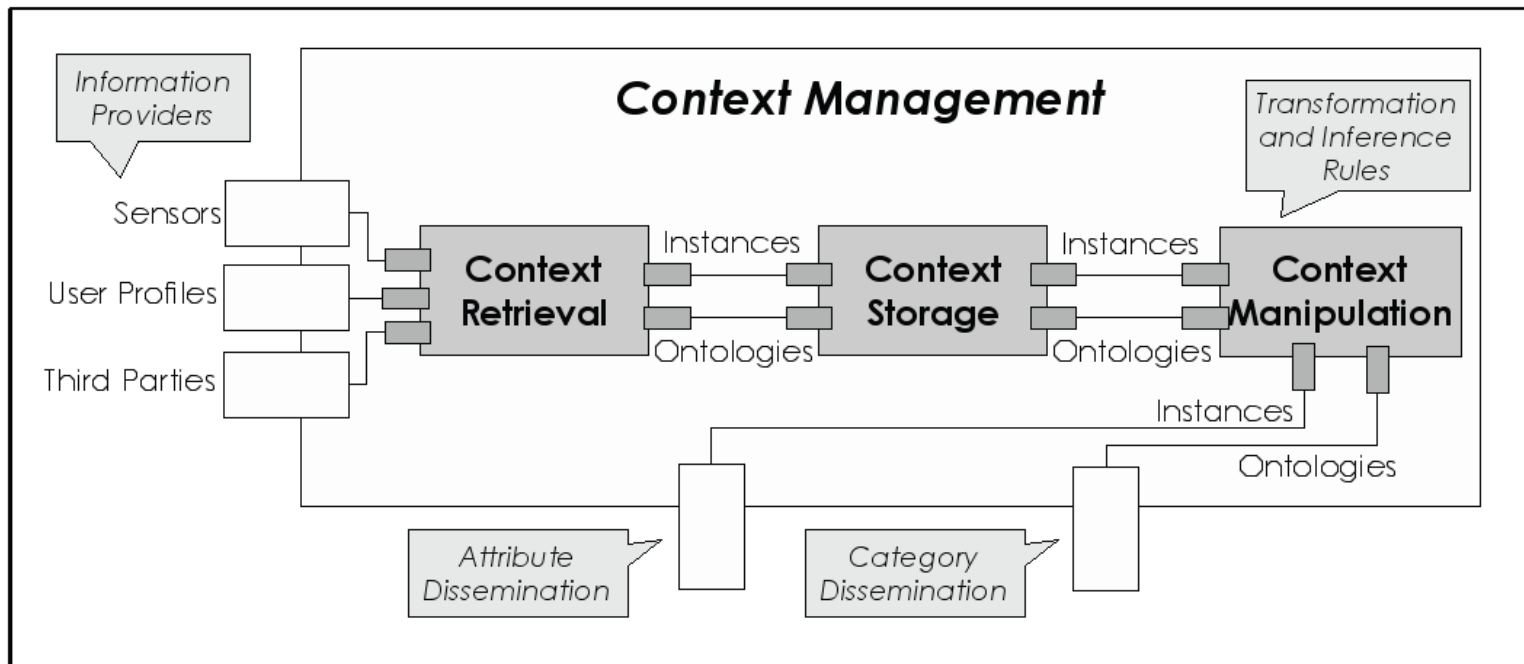 Information
Providers
Context Management
Transformation
and Inference
Rules
Sensors
User Profiles
Third Parties
Context
Retrieval
Instances
Ontologies
Context
Storage
Instances
Ontologies
Context
Manipulation
Instances
Ontologies
Attribute
Dissemination
Category
Dissemination